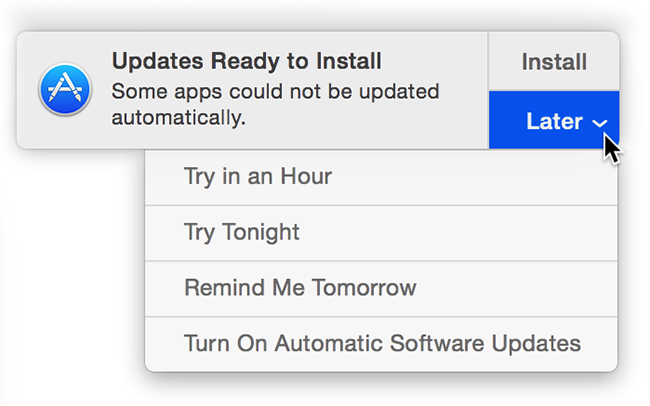 Updates Ready to Install
Some apps could not be updated
automatically.
Install
Later
Try in an Hour
Try Tonight
Remind Me Tomorrow
Turn On Automatic Software Updates